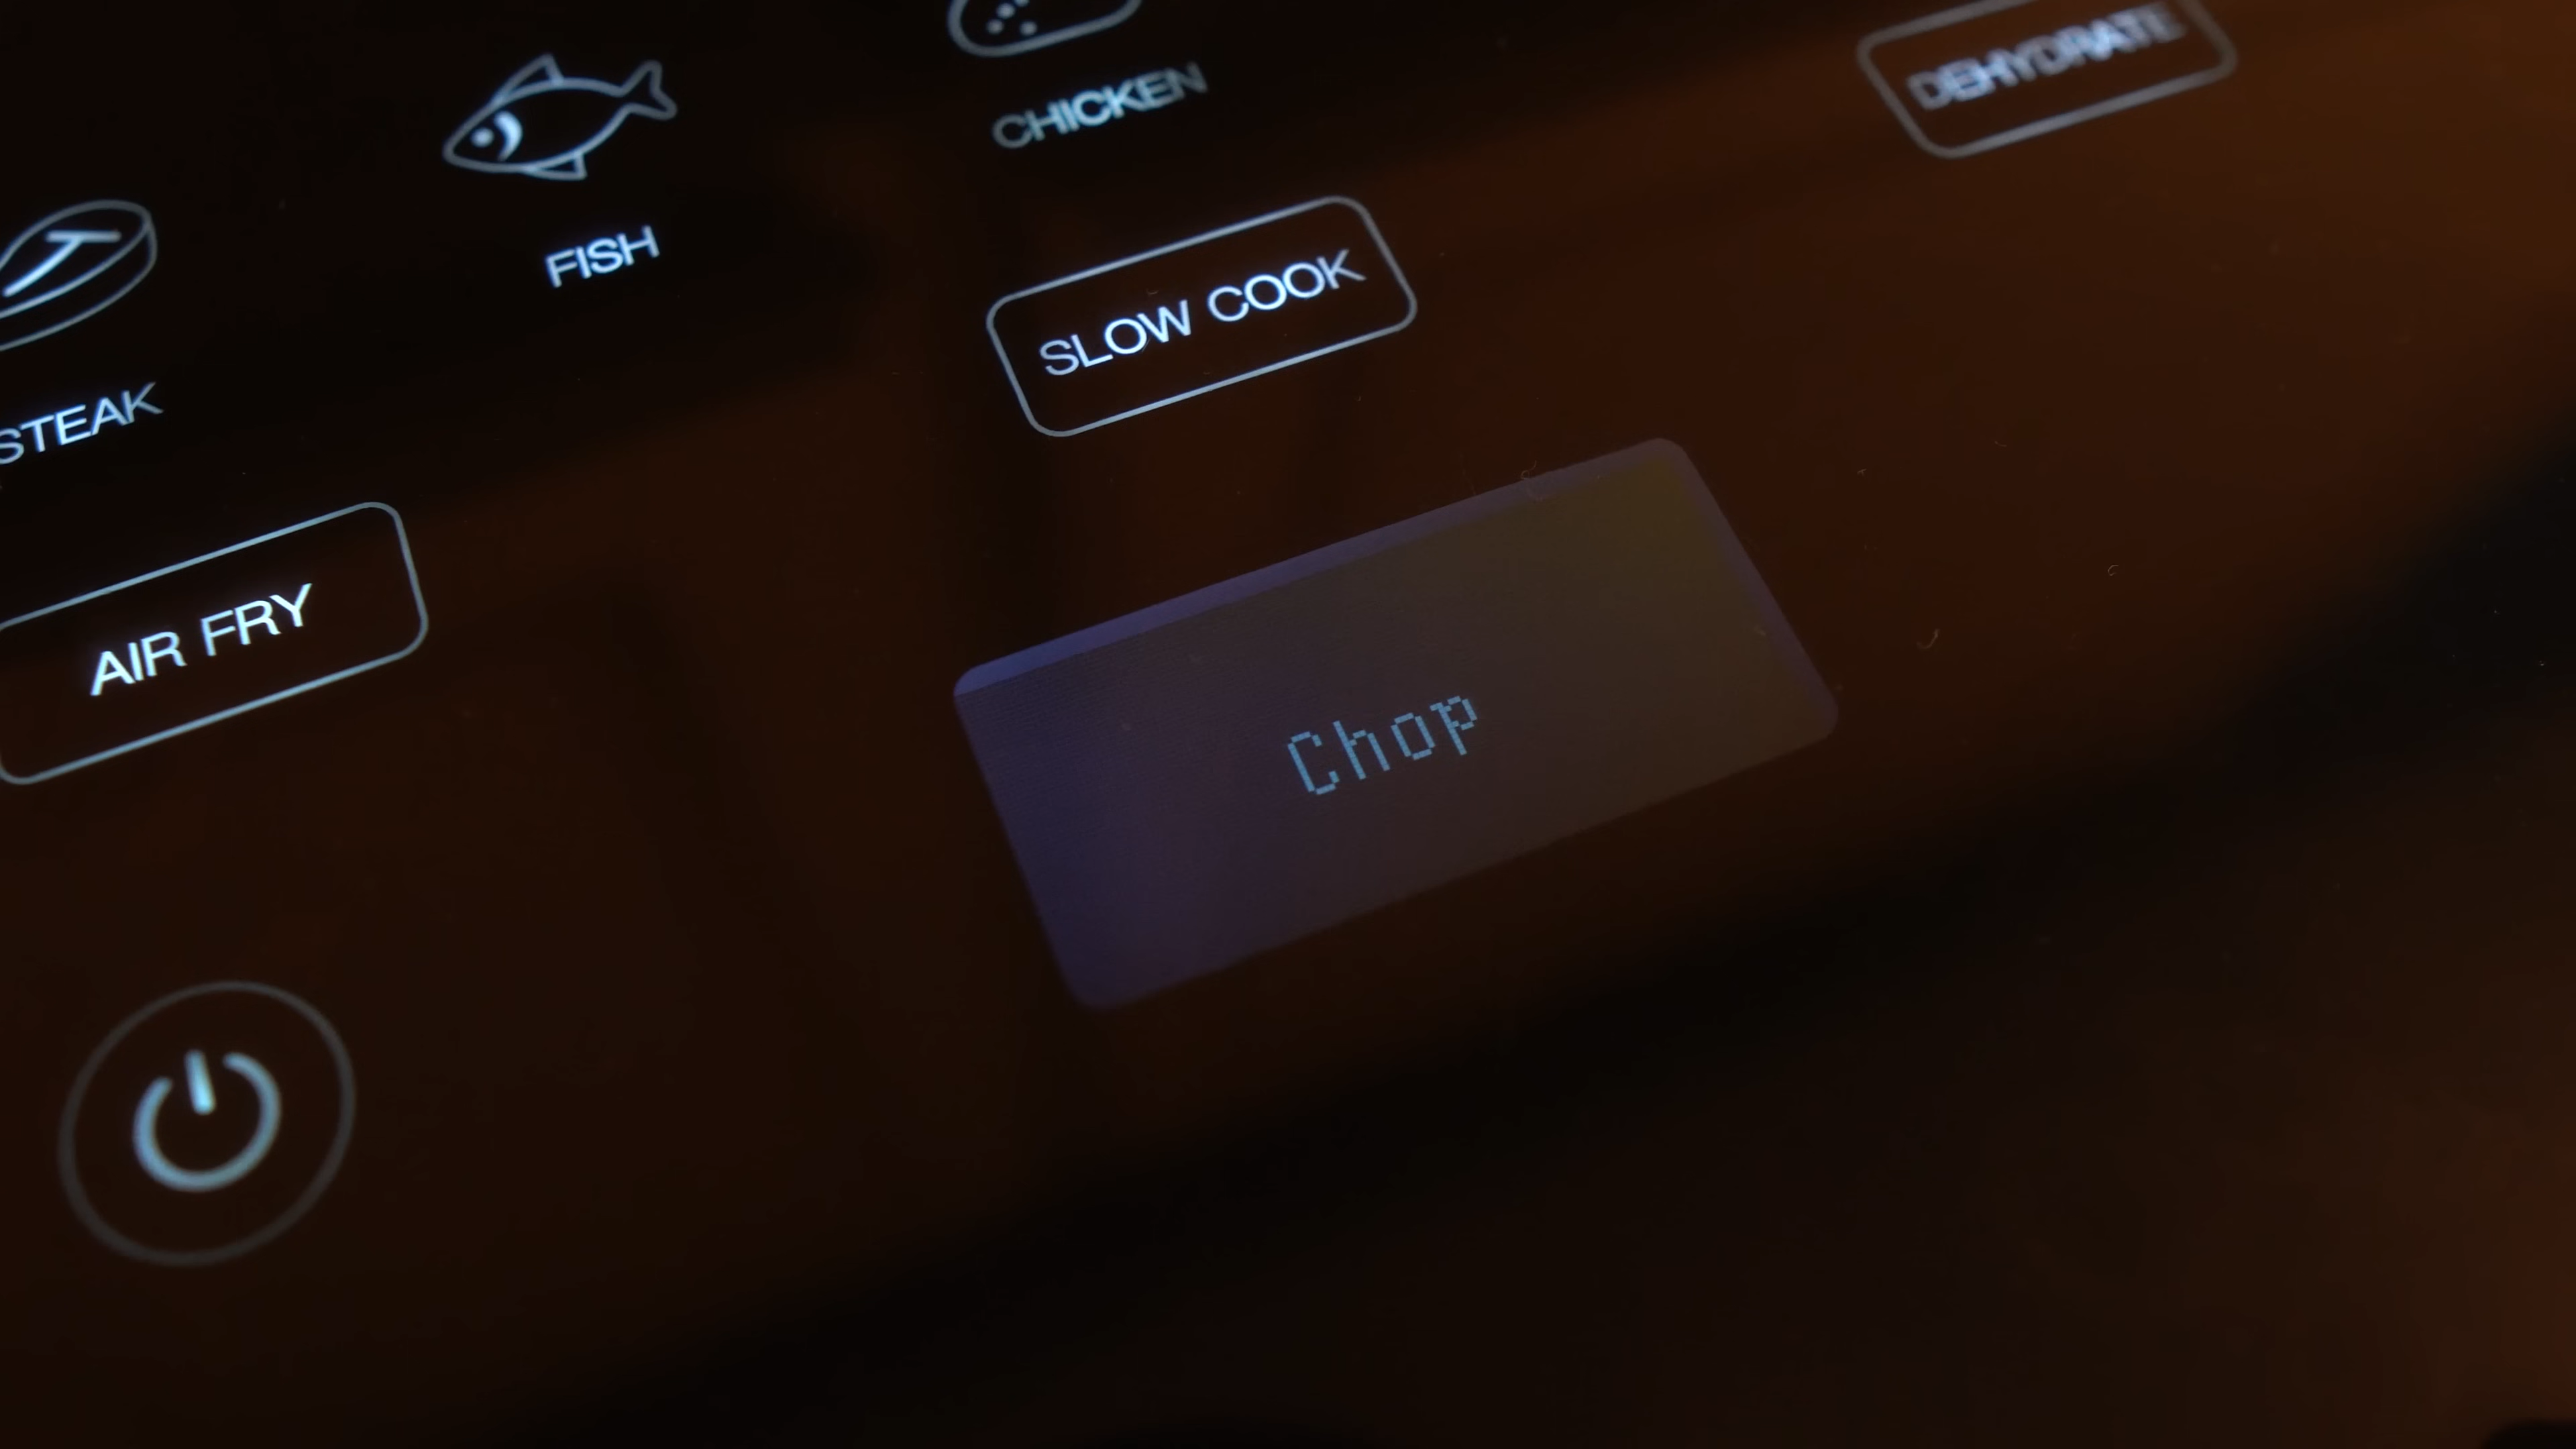 CHICKEN
DEHYDRATE
FISH
SLOW COOK
STEAK
AIR FRY
Chop